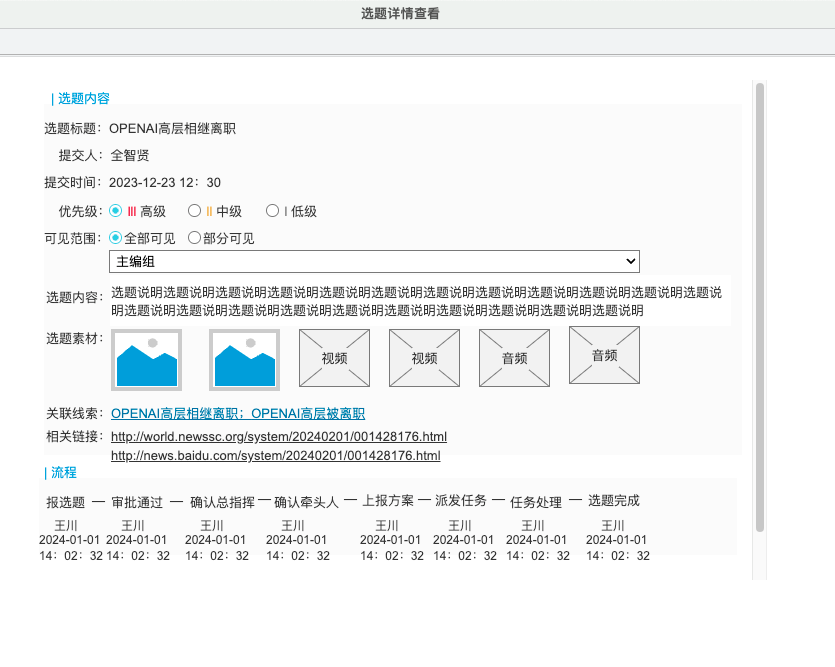 选题详情查看
| 选题内容
选题标题： OPENAI高层相继离职
提交人： 全智贤
提交时间： 2023-12-23 12：30
优先级： III 高级 II 中级 I 低级
可见范围： 全部可见 部分可见
主编组
选题内容： 选题说明选题说明选题说明选题说明选题说明选题说明选题说明选题说明选题说明选题说明选题说明选题说
明选题说明选题说明选题说明选题说明选题说明选题说明选题说明选题说明选题说明选题说明
选题素材： 视频 视频 音频 音频
关联线索： OPENAI高层相继离职；OPENAI高层被离职
相关链接： http://world.newssc.org/system/20240201/001428176.html
http://news.baidu.com/system/20240201/001428176.html
| 流程
报选题 — 审批通过 — 确认总指挥 — 确认牵头人 — 上报方案 — 派发任务 — 任务处理 — 选题完成
王川 王川 王川 王川 王川 王川 王川 王川
2024-01-01 2024-01-01 2024-01-01 2024-01-01 2024-01-01 2024-01-01 2024-01-01 2024-01-01
14：02：32 14：02：32 14：02：32 14：02：32 14：02：32 14：02：32 14：02：32 14：02：32